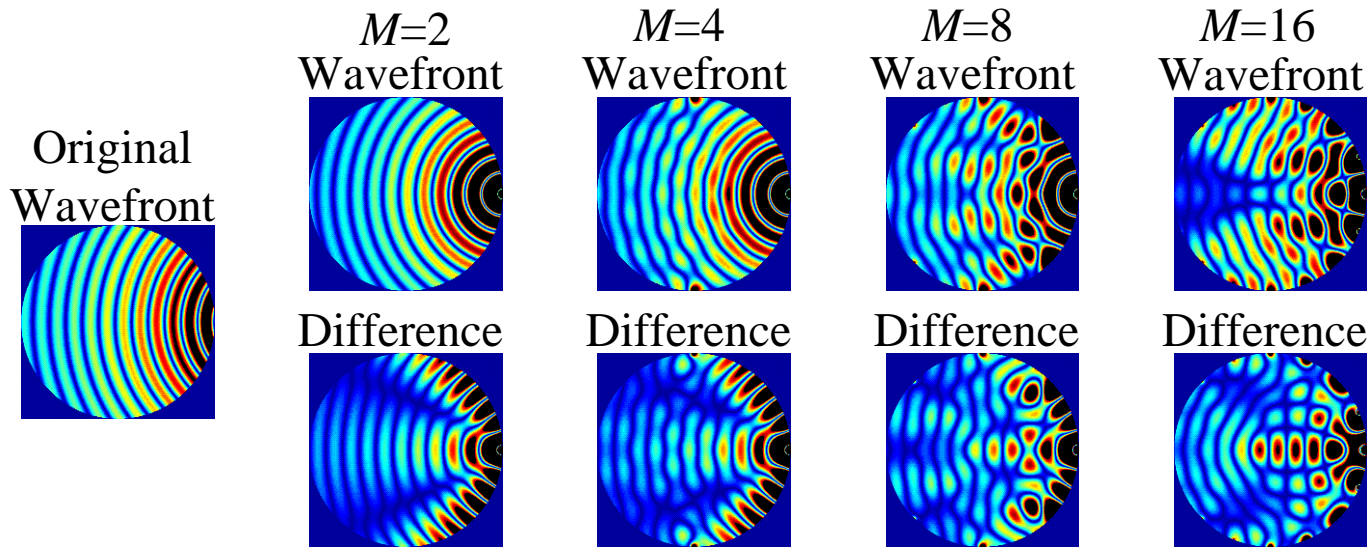 Original
Wavefront
M=2
Wavefront
M=4
Wavefront
M=8
Wavefront
M=16
Wavefront
Difference
Difference
Difference
Difference